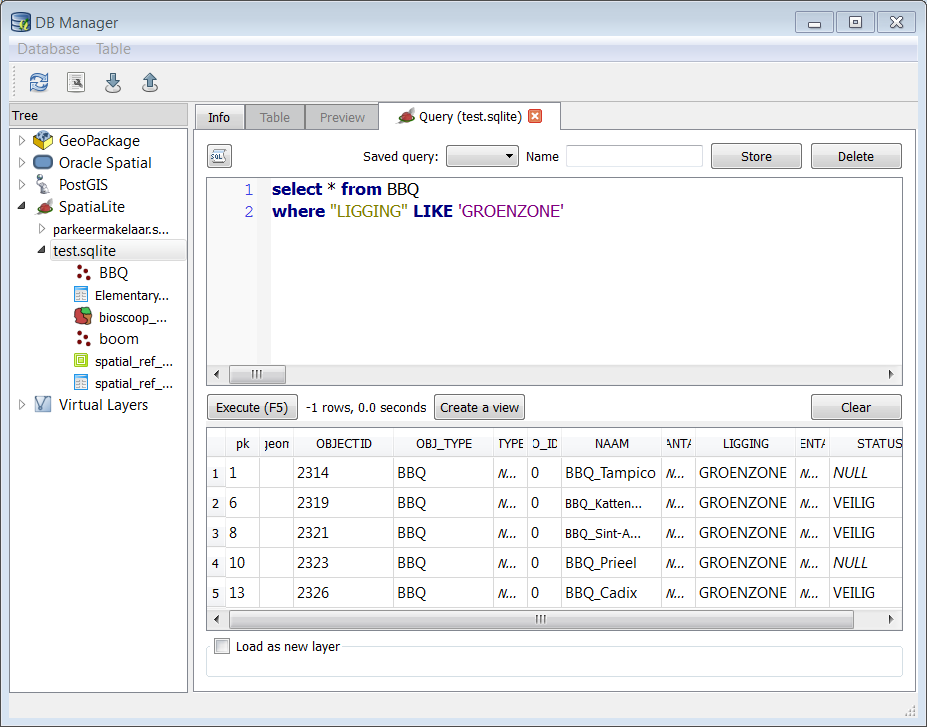 DB Manager
Database Table
Tree
GeoPackage
Oracle Spatial
PostGIS
SpatiaLite
parkeermakelaar.s...
test.sqlite
BBQ
Elementary...
bioscoop_...
boom
spatial_ref_...
spatial_ref_...
Virtual Layers
Info Table Preview Query (test.sqlite)
SQL Saved query: Name Store Delete
1 select * from BBQ
2 where "LIGGING" LIKE 'GROENZONE'
Execute (F5) -1 rows, 0.0 seconds Create a view Clear
pk geom OBJECTID OBJ_TYPE TYPE O_ID NAAM ANTA LIGGING ENTA STATUS
1 1 2314 BBQ N... 0 BBQ_Tampico N... GROENZONE N... NULL
2 6 2319 BBQ N... 0 BBQ_Katten... N... GROENZONE N... VEILIG
3 8 2321 BBQ N... 0 BBQ_Sint-A... N... GROENZONE N... VEILIG
4 10 2323 BBQ N... 0 BBQ_Prieel N... GROENZONE N... NULL
5 13 2326 BBQ N... 0 BBQ_Cadix N... GROENZONE N... VEILIG
Load as new layer